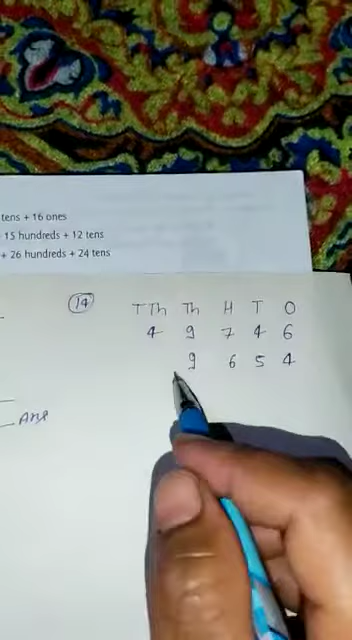 tens + 16 ones
15 hundreds + 12 tens
+ 26 hundreds + 24 tens
14 T Th Th H T O
4 9 7 4 6
9 6 5 4
Ans